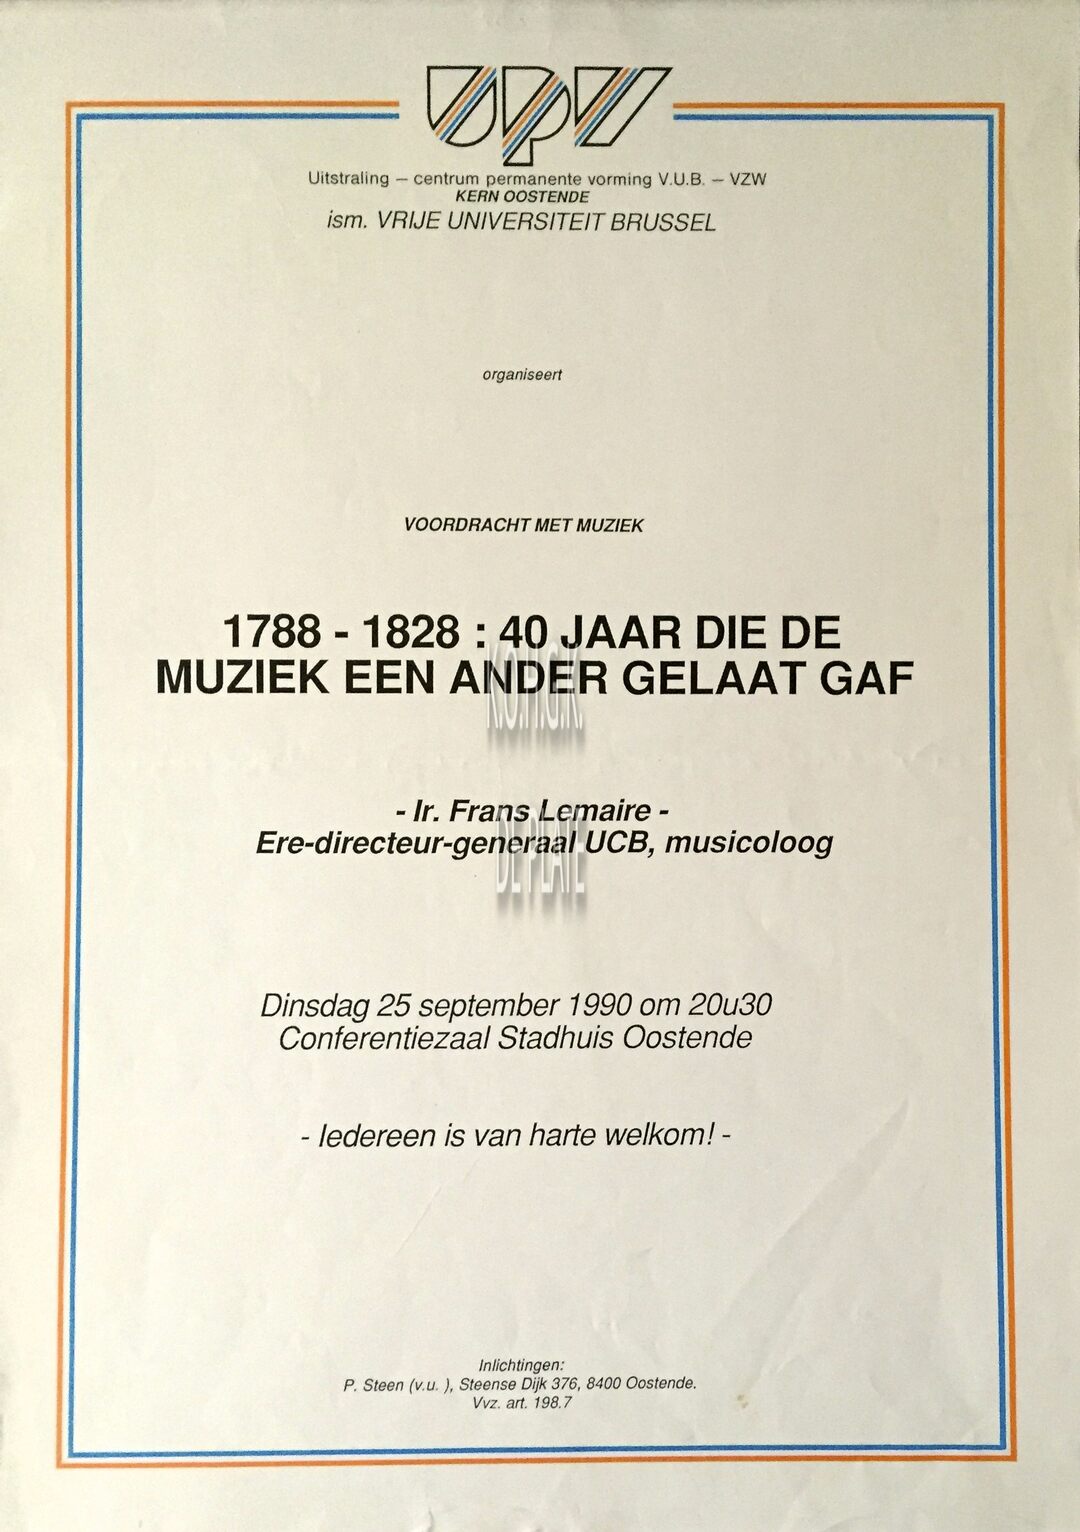 UPV
Uitstraling – centrum permanente vorming V.U.B. – VZW
KERN OOSTENDE
ism. VRIJE UNIVERSITEIT BRUSSEL
organiseert
VOORDRACHT MET MUZIEK
1788 - 1828 : 40 JAAR DIE DE
MUZIEK EEN ANDER GELAAT GAF
K.O.H.G.K.
- Ir. Frans Lemaire -
Ere-directeur-generaal UCB, musicoloog
DE PLATE
Dinsdag 25 september 1990 om 20u30
Conferentiezaal Stadhuis Oostende
- Iedereen is van harte welkom! -
Inlichtingen:
P. Steen (v.u. ), Steense Dijk 376, 8400 Oostende.
Vvz. art. 198.7